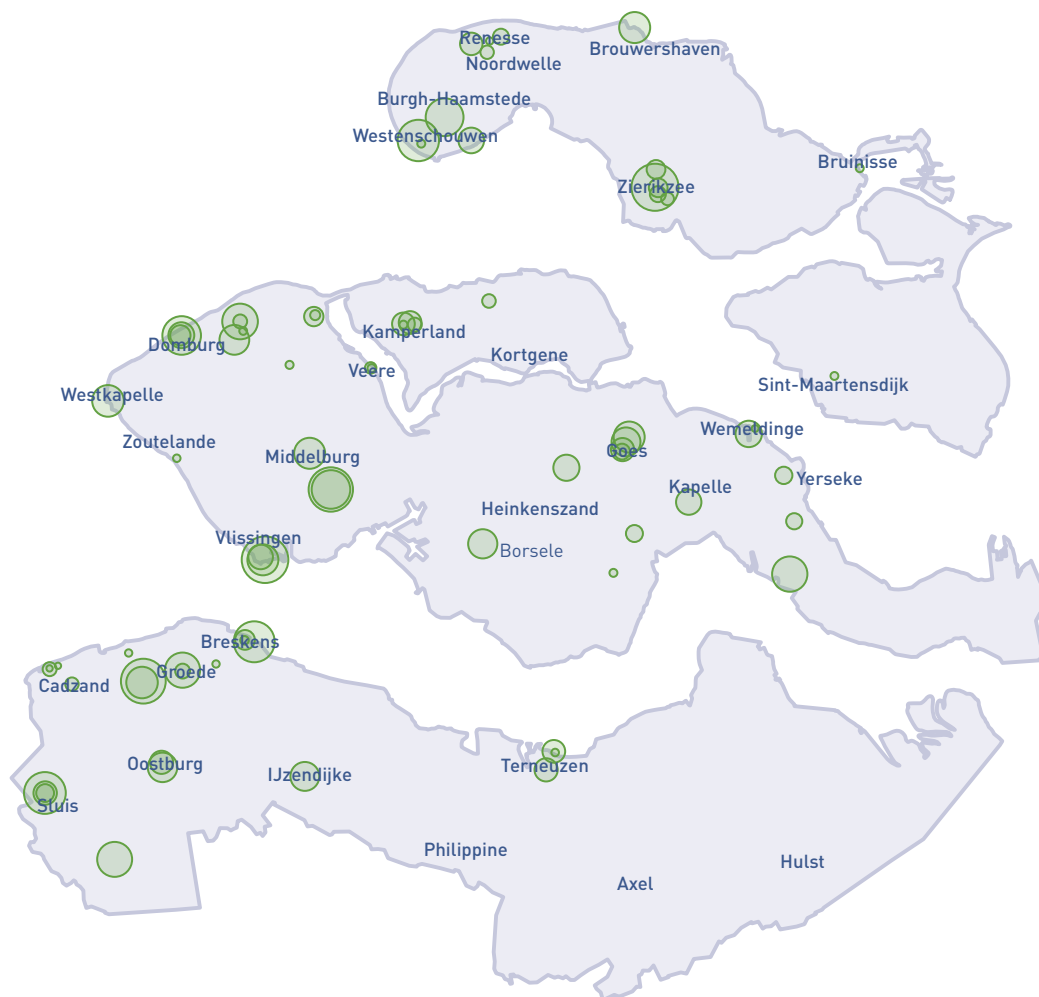 Renesse
Brouwershaven
Noordwelle
Burgh-Haamstede
Westenschouwen
Bruinisse
Zierikzee
Kamperland
Domburg
Kortgene
Veere
Sint-Maartensdijk
Westkapelle
Wemeldinge
Zoutelande
Goes
Middelburg
Yerseke
Kapelle
Heinkenszand
Vlissingen
Borsele
Breskens
Groede
Cadzand
Oostburg
Terneuzen
IJzendijke
Sluis
Philippine
Hulst
Axel